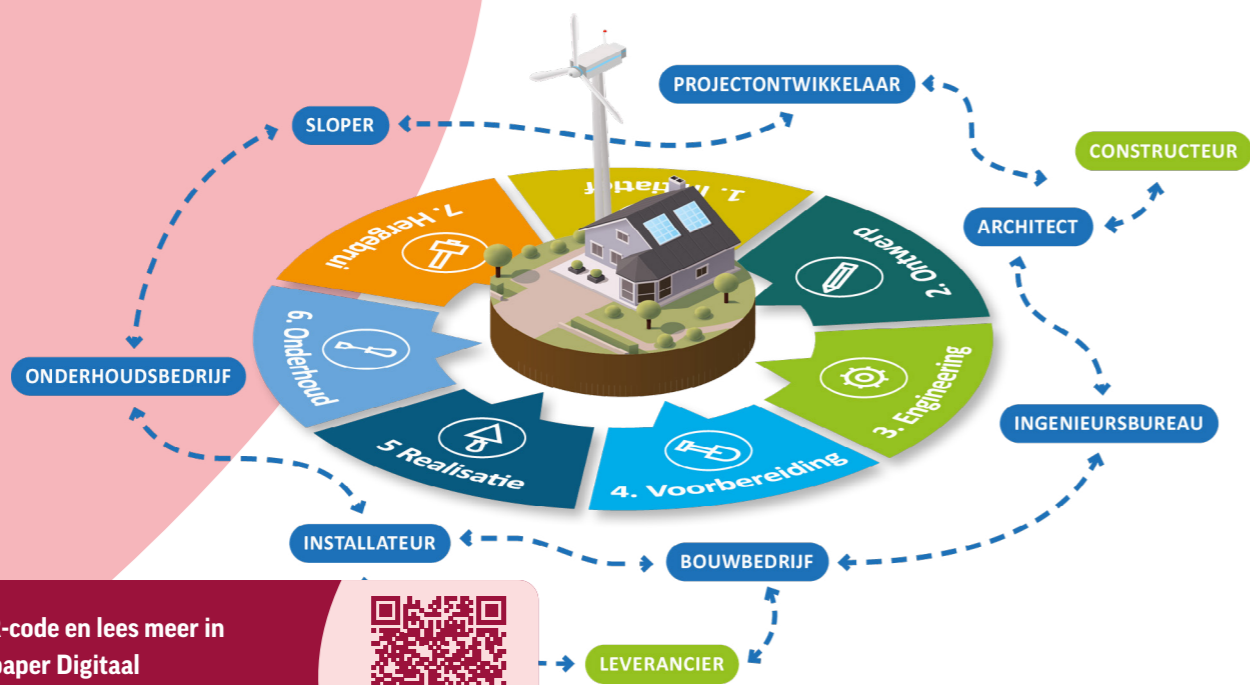 PROJECTONTWIKKELAAR
SLOPER
CONSTRUCTEUR
ARCHITECT
1. Initiatief
7. Hergebrui
2. Ontwerp
6. Onderhoud
3. Engineering
ONDERHOUDSBEDRIJF
INGENIEURSBUREAU
5 Realisatie
4. Voorbereiding
INSTALLATEUR
BOUWBEDRIJF
-code en lees meer in
paper Digitaal
LEVERANCIER